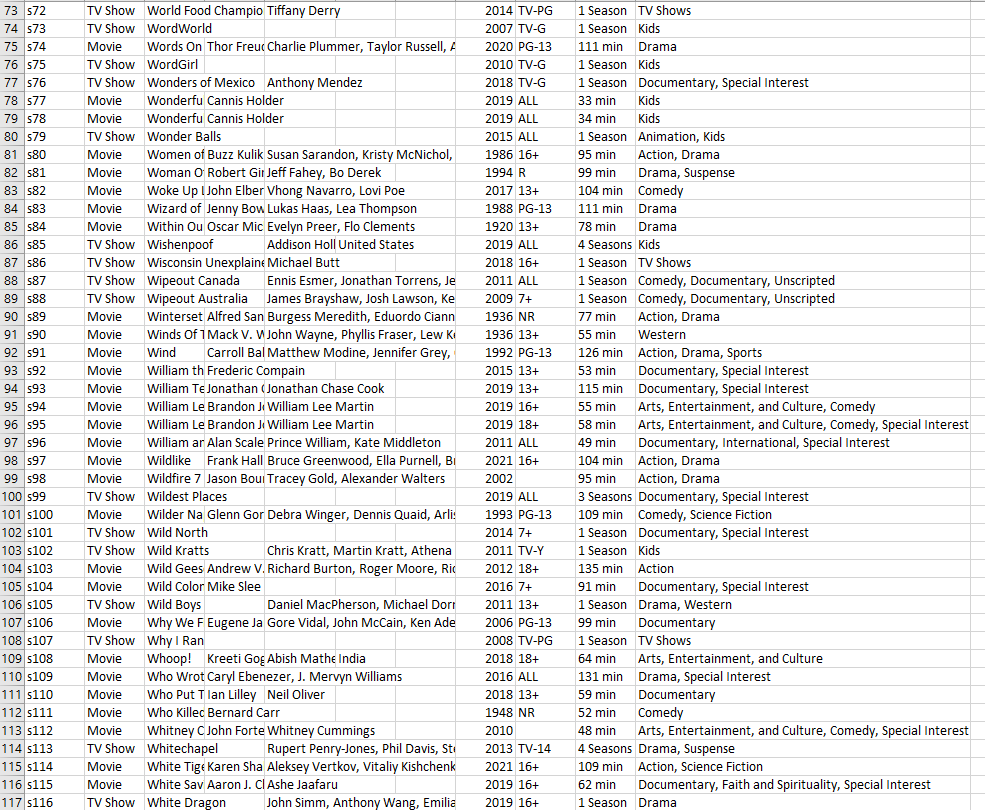 73 s72 TV Show World Food Champio Tiffany Derry 2014 TV-PG 1 Season TV Shows
74 s73 TV Show WordWorld 2007 TV-G 1 Season Kids
75 s74 Movie Words On Thor Freud Charlie Plummer, Taylor Russell, A 2020 PG-13 111 min Drama
76 s75 TV Show WordGirl 2010 TV-G 1 Season Kids
77 s76 TV Show Wonders of Mexico Anthony Mendez 2018 TV-G 1 Season Documentary, Special Interest
78 s77 Movie Wonderfu Cannis Holder 2019 ALL 33 min Kids
79 s78 Movie Wonderfu Cannis Holder 2019 ALL 34 min Kids
80 s79 TV Show Wonder Balls 2015 ALL 1 Season Animation, Kids
81 s80 Movie Women of Buzz Kulik Susan Sarandon, Kristy McNichol, 1986 16+ 95 min Action, Drama
82 s81 Movie Woman O Robert Gin Jeff Fahey, Bo Derek 1994 R 99 min Drama, Suspense
83 s82 Movie Woke Up L John Elber Vhong Navarro, Lovi Poe 2017 13+ 104 min Comedy
84 s83 Movie Wizard of Jenny Bow Lukas Haas, Lea Thompson 1988 PG-13 111 min Drama
85 s84 Movie Within Ou Oscar Mic Evelyn Preer, Flo Clements 1920 13+ 78 min Drama
86 s85 TV Show Wishenpoof Addison Holl United States 2019 ALL 4 Seasons Kids
87 s86 TV Show Wisconsin Unexplaine Michael Butt 2018 16+ 1 Season TV Shows
88 s87 TV Show Wipeout Canada Ennis Esmer, Jonathan Torrens, Je 2011 ALL 1 Season Comedy, Documentary, Unscripted
89 s88 TV Show Wipeout Australia James Brayshaw, Josh Lawson, Ke 2009 7+ 1 Season Comedy, Documentary, Unscripted
90 s89 Movie Winterset Alfred San Burgess Meredith, Eduordo Ciann 1936 NR 77 min Action, Drama
91 s90 Movie Winds Of T Mack V. W John Wayne, Phyllis Fraser, Lew K 1936 13+ 55 min Western
92 s91 Movie Wind Carroll Bal Matthew Modine, Jennifer Grey, 1992 PG-13 126 min Action, Drama, Sports
93 s92 Movie William th Frederic Compain 2015 13+ 53 min Documentary, Special Interest
94 s93 Movie William Te Jonathan C Jonathan Chase Cook 2019 13+ 115 min Documentary, Special Interest
95 s94 Movie William Le Brandon J William Lee Martin 2019 16+ 55 min Arts, Entertainment, and Culture, Comedy
96 s95 Movie William Le Brandon J William Lee Martin 2019 18+ 58 min Arts, Entertainment, and Culture, Comedy, Special Interest
97 s96 Movie William ar Alan Scale Prince William, Kate Middleton 2011 ALL 49 min Documentary, International, Special Interest
98 s97 Movie Wildlike Frank Hall Bruce Greenwood, Ella Purnell, Br 2021 16+ 104 min Action, Drama
99 s98 Movie Wildfire 7 Jason Bour Tracey Gold, Alexander Walters 2002 95 min Action, Drama
100 s99 TV Show Wildest Places 2019 ALL 3 Seasons Documentary, Special Interest
101 s100 Movie Wilder Na Glenn Gor Debra Winger, Dennis Quaid, Arlis 1993 PG-13 109 min Comedy, Science Fiction
102 s101 TV Show Wild North 2014 7+ 1 Season Documentary, Special Interest
103 s102 TV Show Wild Kratts Chris Kratt, Martin Kratt, Athena 2011 TV-Y 1 Season Kids
104 s103 Movie Wild Gees Andrew V. Richard Burton, Roger Moore, Ric 2012 18+ 135 min Action
105 s104 Movie Wild Color Mike Slee 2016 7+ 91 min Documentary, Special Interest
106 s105 TV Show Wild Boys Daniel MacPherson, Michael Dorr 2011 13+ 1 Season Drama, Western
107 s106 Movie Why We F Eugene Ja Gore Vidal, John McCain, Ken Ade 2006 PG-13 99 min Documentary
108 s107 TV Show Why I Ran 2008 TV-PG 1 Season TV Shows
109 s108 Movie Whoop! Kreeti Gog Abish Mathe India 2018 18+ 64 min Arts, Entertainment, and Culture
110 s109 Movie Who Wrot Caryl Ebenezer, J. Mervyn Williams 2016 ALL 131 min Drama, Special Interest
111 s110 Movie Who Put T Ian Lilley Neil Oliver 2018 13+ 59 min Documentary
112 s111 Movie Who Killed Bernard Carr 1948 NR 52 min Comedy
113 s112 Movie Whitney C John Forte Whitney Cummings 2010 48 min Arts, Entertainment, and Culture, Comedy, Special Interest
114 s113 TV Show Whitechapel Rupert Penry-Jones, Phil Davis, Ste 2013 TV-14 4 Seasons Drama, Suspense
115 s114 Movie White Tige Karen Sha Aleksey Vertkov, Vitaliy Kishchenk 2021 16+ 109 min Action, Science Fiction
116 s115 Movie White Sav Aaron J. Cl Ashe Jaafaru 2019 16+ 62 min Documentary, Faith and Spirituality, Special Interest
117 s116 TV Show White Dragon John Simm, Anthony Wang, Emilia 2019 16+ 1 Season Drama